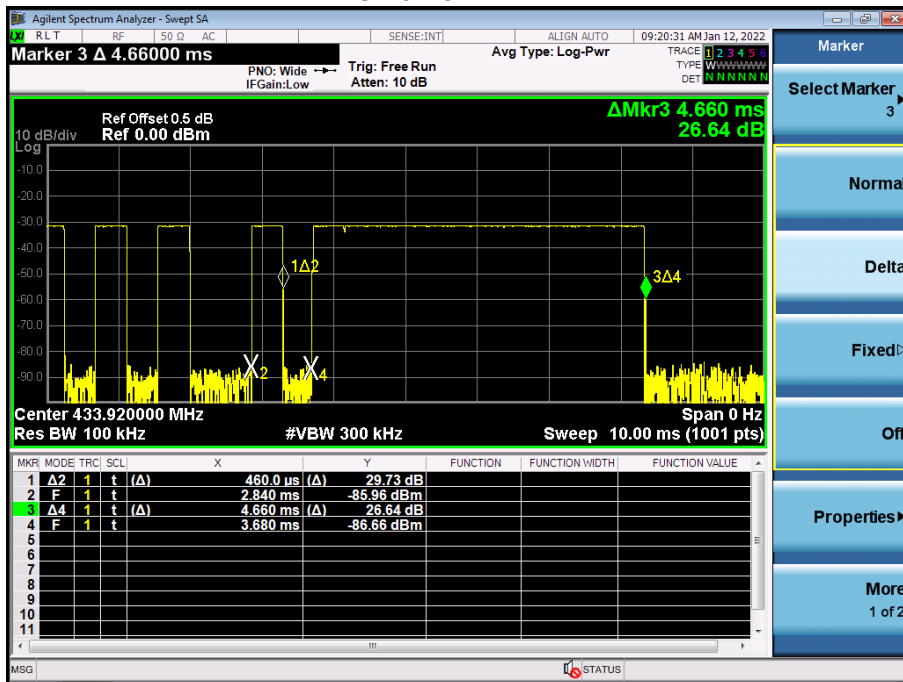 Agilent Spectrum Analyzer - Swept SA
LXI RLT RF 50 Ω AC SENSE:INT ALIGN AUTO 09:20:31 AM Jan 12, 2022
Marker 3 Δ 4.66000 ms
PNO: Wide
IFGain:Low
Trig: Free Run
Atten: 10 dB
Avg Type: Log-Pwr
TRACE 1 2 3 4 5 6
TYPE WWWWWW
DET N N N N N N
ΔMkr3 4.660 ms
26.64 dB
Ref Offset 0.5 dB
10 dB/div Ref 0.00 dBm
Log
-10.0
-20.0
-30.0
-40.0
-50.0
-60.0
-70.0
-80.0
-90.0
1Δ2
3Δ4
2
4
Center 433.920000 MHz Span 0 Hz
Res BW 100 kHz #VBW 300 kHz Sweep 10.00 ms (1001 pts)
MKR MODE TRC SCL X Y FUNCTION FUNCTION WIDTH FUNCTION VALUE
1 Δ2 1 t (Δ) 460.0 µs (Δ) 29.73 dB
2 F 1 t 2.840 ms -85.96 dBm
3 Δ4 1 t (Δ) 4.660 ms (Δ) 26.64 dB
4 F 1 t 3.680 ms -86.66 dBm
5
6
7
8
9
10
11
MSG STATUS
Marker
Select Marker
3
Norma
Delta
Fixed
Off
Properties
More
1 of 2